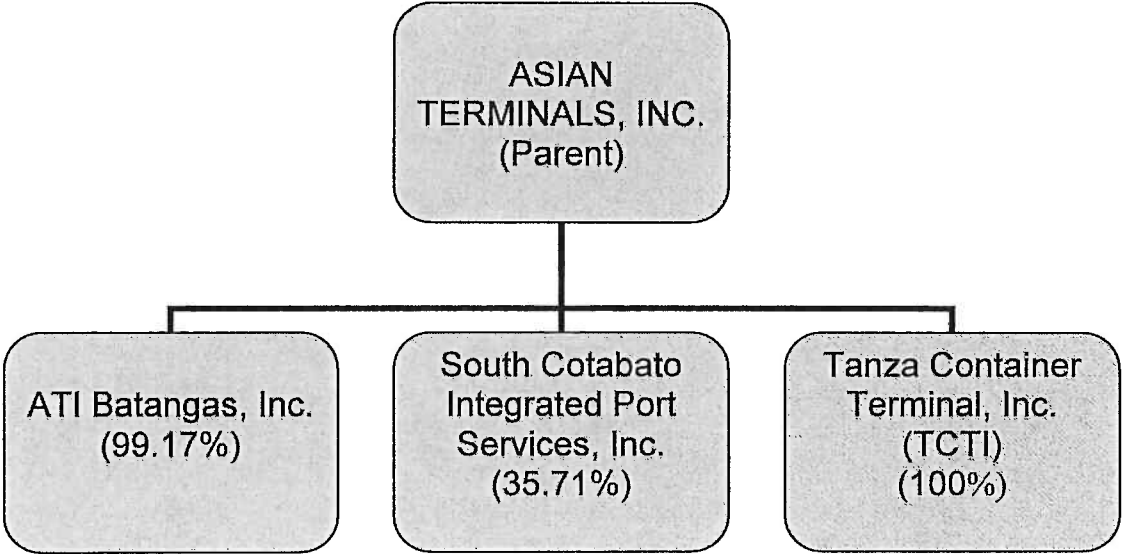 ASIAN
TERMINALS, INC.
(Parent)
ATI Batangas, Inc.
(99.17%)
South Cotabato
Integrated Port
Services, Inc.
(35.71%)
Tanza Container
Terminal, Inc.
(TCTI)
(100%)